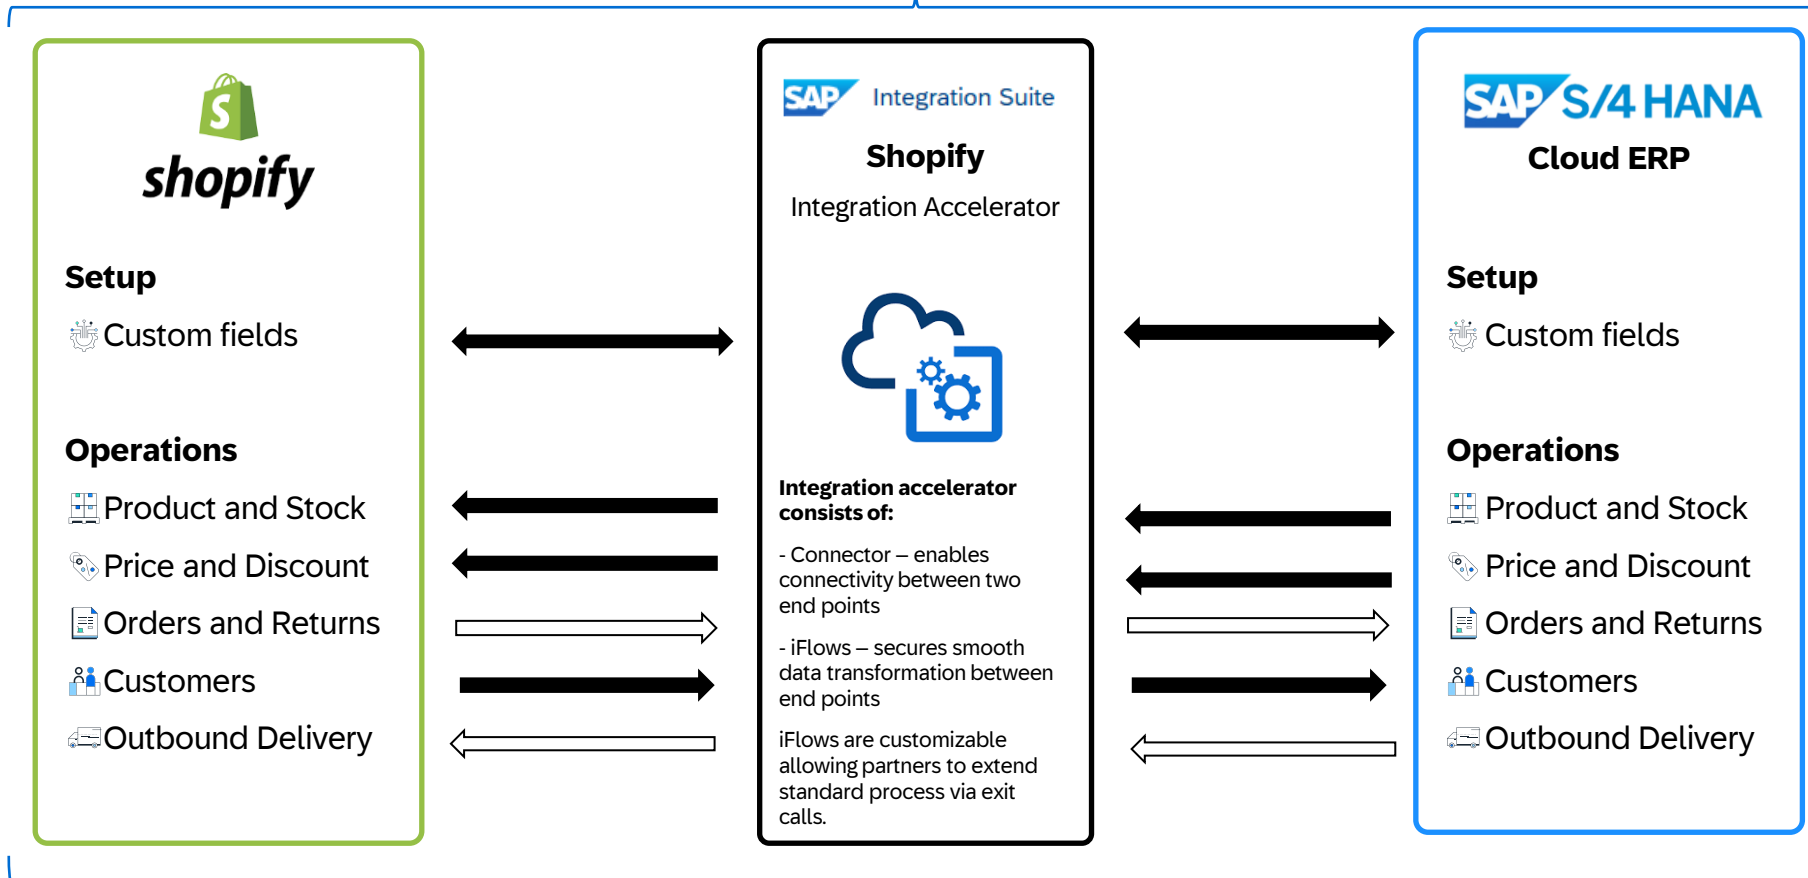 shopify
Setup
Custom fields
Operations
Product and Stock
Price and Discount
Orders and Returns
Customers
Outbound Delivery
SAP Integration Suite
Shopify
Integration Accelerator
Integration accelerator
consists of:
- Connector – enables
connectivity between two
end points
- iFlows – secures smooth
data transformation between
end points
iFlows are customizable
allowing partners to extend
standard process via exit
calls.
SAP S/4 HANA
Cloud ERP
Setup
Custom fields
Operations
Product and Stock
Price and Discount
Orders and Returns
Customers
Outbound Delivery